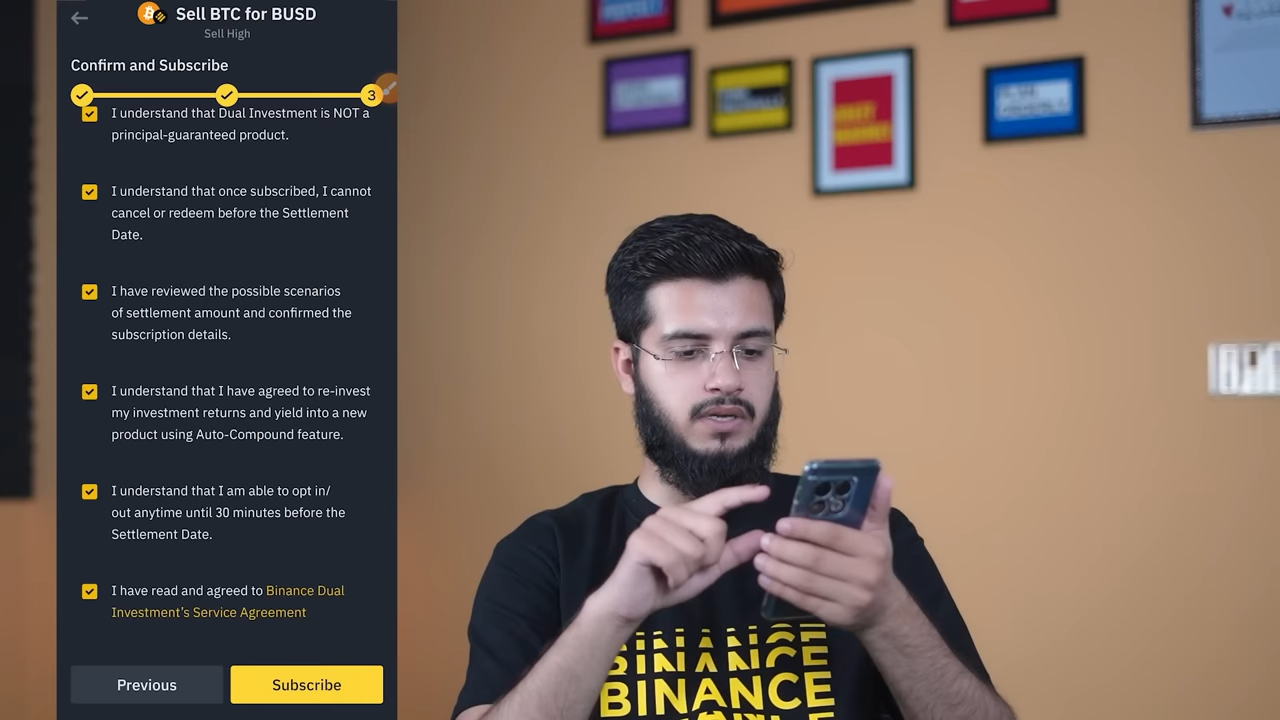 Sell BTC for BUSD
Sell High
Confirm and Subscribe
3
I understand that Dual Investment is NOT a
principal-guaranteed product.
I understand that once subscribed, I cannot
cancel or redeem before the Settlement
Date.
I have reviewed the possible scenarios
of settlement amount and confirmed the
subscription details.
I understand that I have agreed to re-invest
my investment returns and yield into a new
product using Auto-Compound feature.
I understand that I am able to opt in/
out anytime until 30 minutes before the
Settlement Date.
I have read and agreed to Binance Dual
Investment’s Service Agreement
Previous
Subscribe
BINANCE
BINANCE
BINANCE